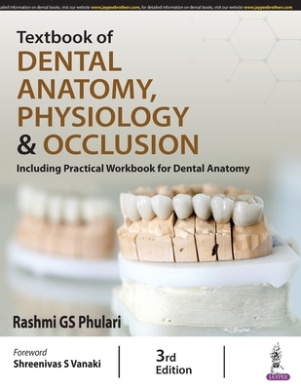 Textbook of
DENTAL
ANATOMY,
PHYSIOLOGY
& OCCLUSION
Including Practical Workbook for Dental Anatomy
Rashmi GS Phulari
Foreword
Shreenivas S Vanaki
3rd
Edition
JAYPEE